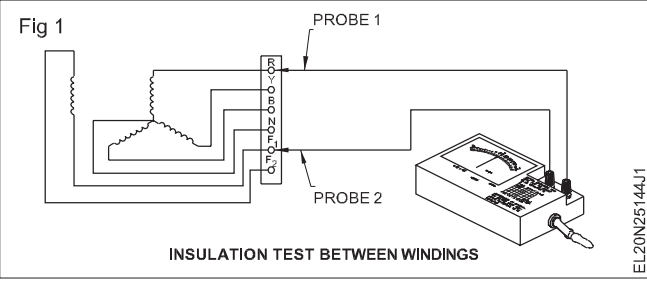 Fig 1
PROBE 1
R
Y
B
N
F1
F2
PROBE 2
INSULATION TEST BETWEEN WINDINGS
EL20N25144J1